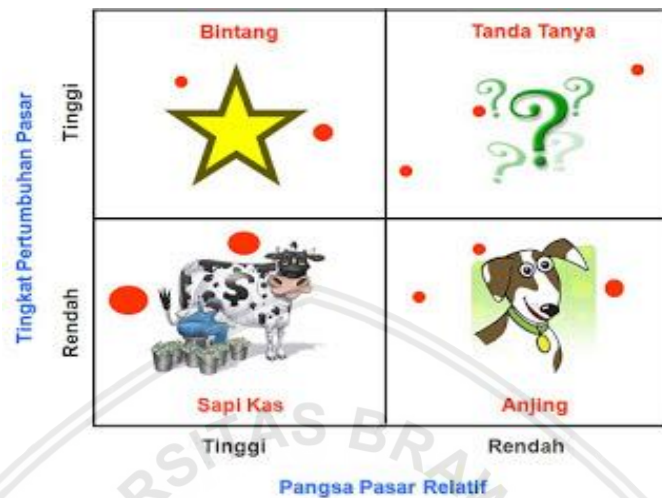 Bintang
Tanda Tanya
Tingkat Pertumbuhan Pasar
Tinggi
Rendah
$
Sapi Kas
Anjing
Tinggi
Rendah
Pangsa Pasar Relatif